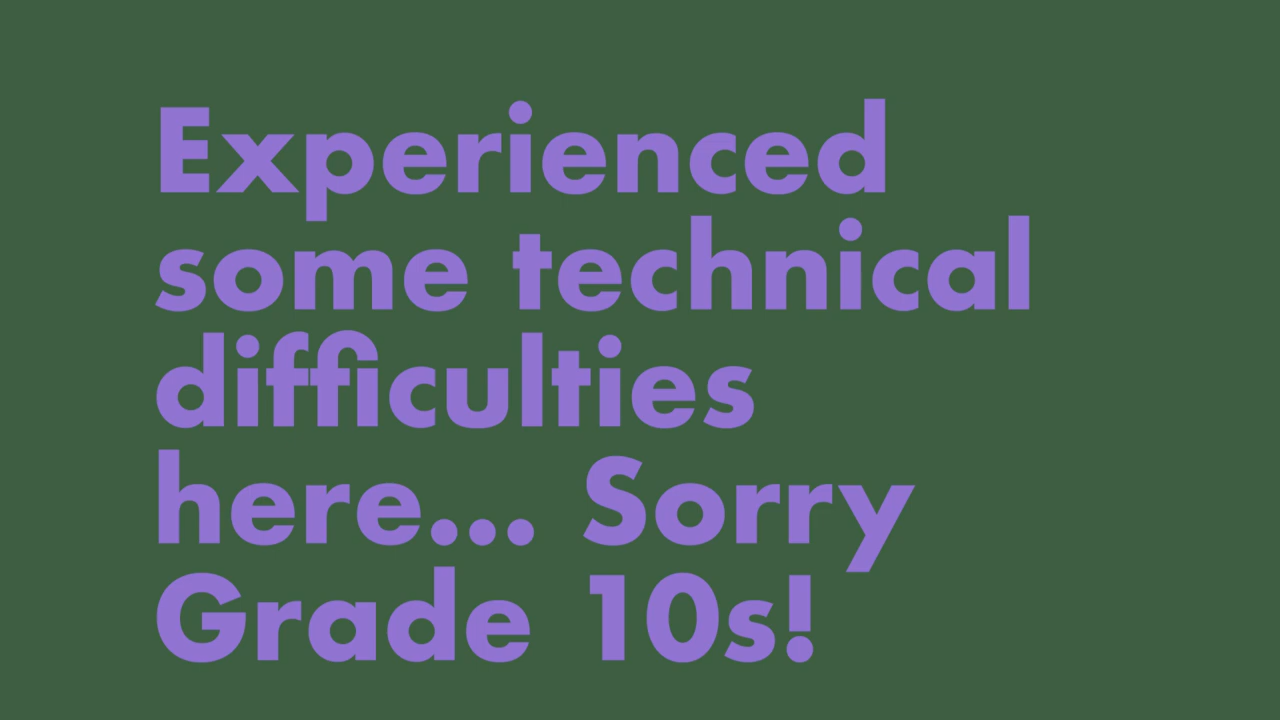 Experienced
some technical
difficulties
here... Sorry
Grade 10s!